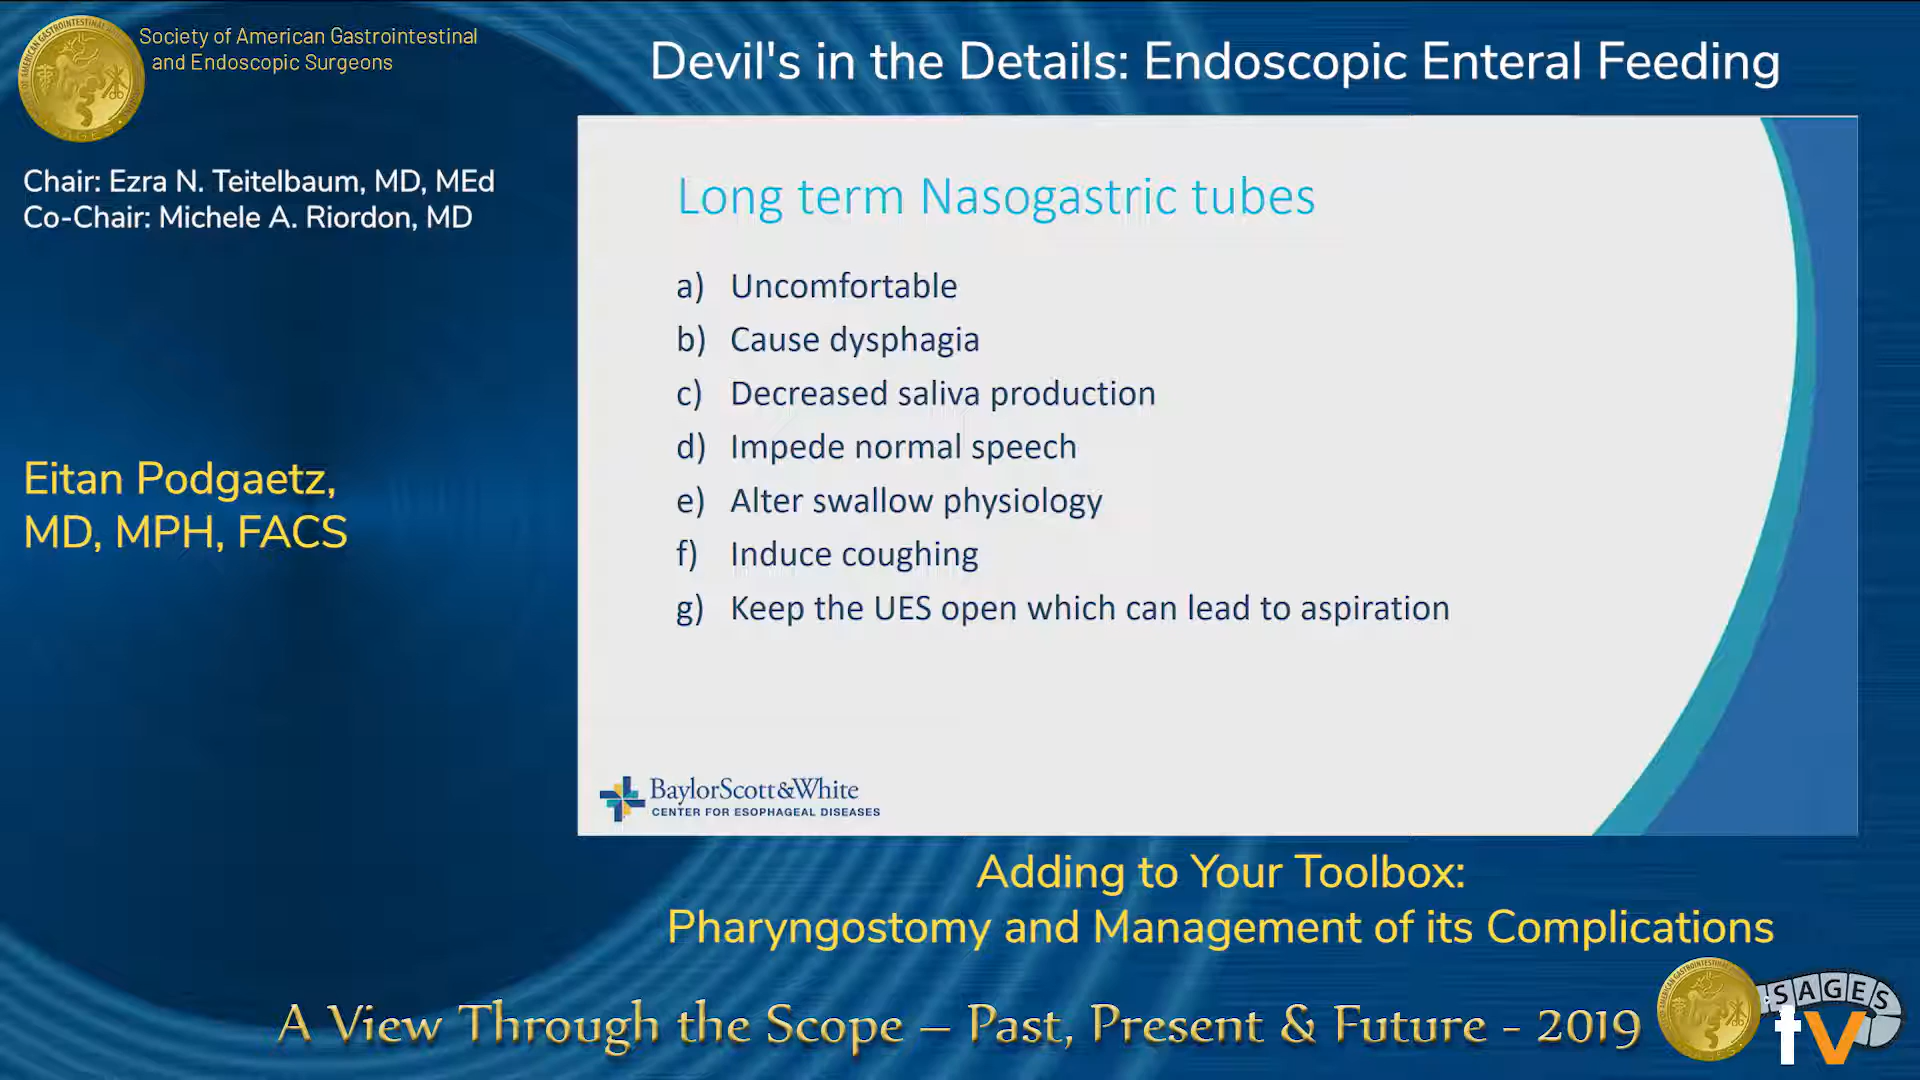 Society of American Gastrointestinal
and Endoscopic Surgeons
Devil's in the Details: Endoscopic Enteral Feeding
Chair: Ezra N. Teitelbaum, MD, MEd
Co-Chair: Michele A. Riordon, MD
Eitan Podgaetz,
MD, MPH, FACS
Long term Nasogastric tubes
a) Uncomfortable
b) Cause dysphagia
c) Decreased saliva production
d) Impede normal speech
e) Alter swallow physiology
f) Induce coughing
g) Keep the UES open which can lead to aspiration
BaylorScott&White
CENTER FOR ESOPHAGEAL DISEASES
Adding to Your Toolbox:
Pharyngostomy and Management of its Complications
A View Through the Scope – Past, Present & Future - 2019
SAGES
tv